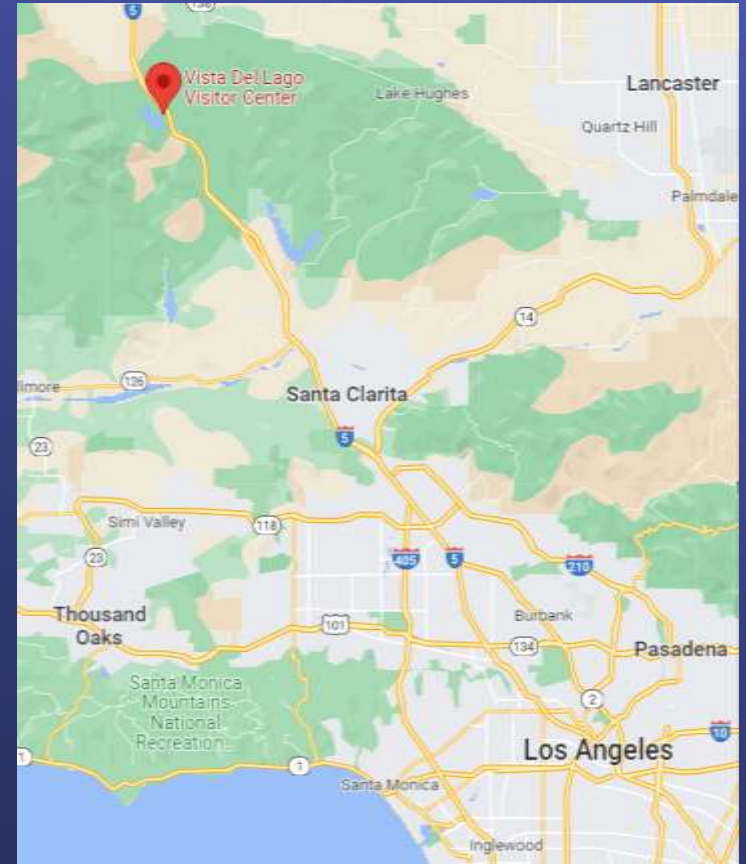 5
138
Vista Del Lago
Visitor Center
Lake Hughes
Lancaster
Quartz Hill
Palmdale
14
126
Santa Clarita
5
23
Simi Valley
118
23
405
5
210
Thousand
Oaks
101
Burbank
134
Pasadena
Santa Monica
Mountains
National
Recreation...
2
10
Los Angeles
1
1
Santa Monica
Inglewood